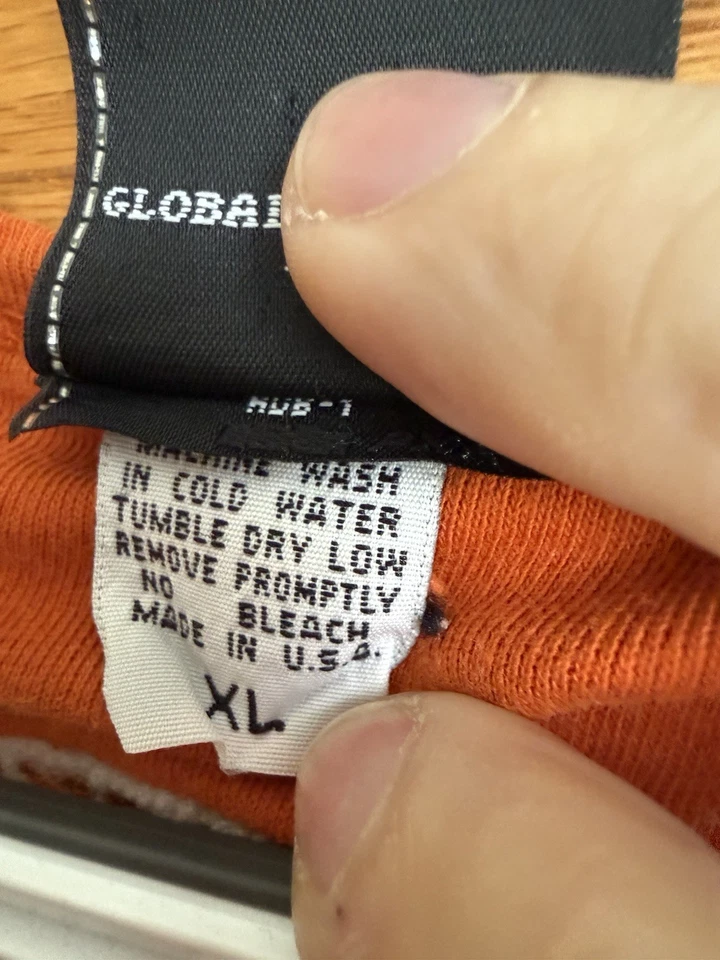 GLOBAL
MACHINE WASH
IN COLD WATER
TUMBLE DRY LOW
REMOVE PROMPTLY
NO BLEACH
MADE IN U.S.A.
XL